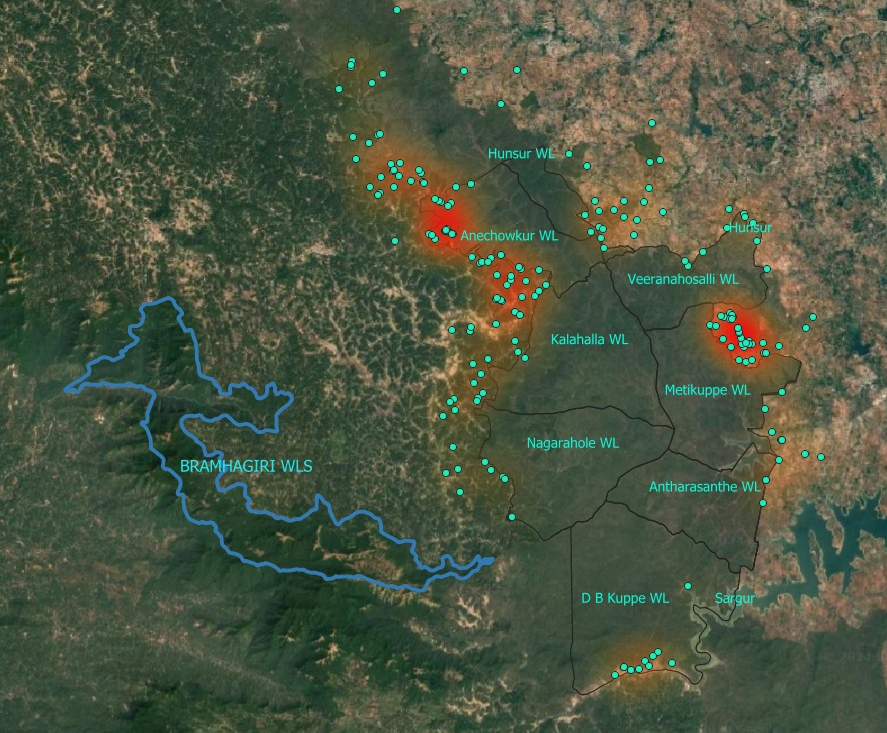 Hunsur WL
Anechowkur WL
Hunsur
Veeranahosalli WL
Kalahalla WL
Metikuppe WL
Nagarahole WL
BRAMHAGIRI WLS
Antharasanthe WL
D B Kuppe WL
Sargur